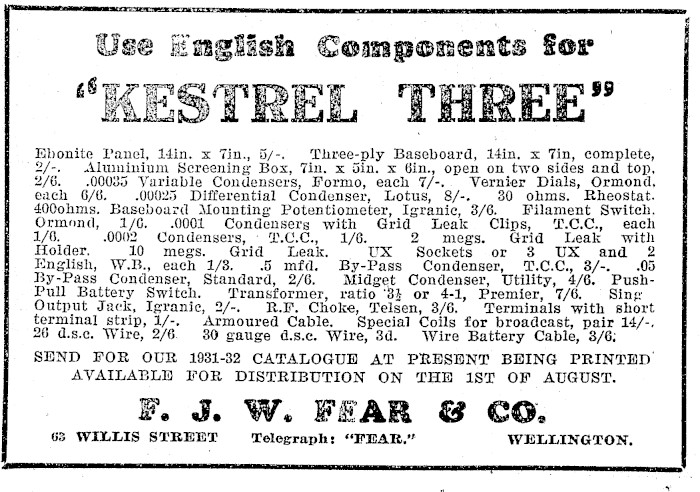 Use English Components for
"KESTREL THREE"
Ebonite Panel, 14in. x 7in., 5/-. Three-ply Baseboard, 14in. x 7in, complete,
2/-. Aluminium Screening Box, 7in. x 5in. x 6in., open on two sides and top,
2/6. .00035 Variable Condensers, Formo, each 7/-. Vernier Dials, Ormond,
each 6/6. .00025 Differential Condenser, Lotus, 8/-. 30 ohms. Rheostat.
400ohms. Baseboard Mounting Potentiometer, Igranic, 3/6. Filament Switch.
Ormond, 1/6. .0001 Condensers with Grid Leak Clips, T.C.C., each
1/6. .0002 Condensers, T.C.C., 1/6. 2 megs. Grid Leak with
Holder. 10 megs. Grid Leak. UX Sockets or 3 UX and 2
English, W.B., each 1/3. .5 mfd. By-Pass Condenser, T.C.C., 3/-. .05
By-Pass Condenser, Standard, 2/6. Midget Condenser, Utility, 4/6. Push-
Pull Battery Switch. Transformer, ratio 3½ or 4-1, Premier, 7/6. Sing
Output Jack, Igranic, 2/-. R.F. Choke, Telsen, 3/6. Terminals with short
terminal strip, 1/-. Armoured Cable. Special Coils for broadcast, pair 14/-.
26 d.s.c. Wire, 2/6. 30 gauge d.s.c. Wire, 3d. Wire Battery Cable, 3/6.
SEND FOR OUR 1931-32 CATALOGUE AT PRESENT BEING PRINTED
AVAILABLE FOR DISTRIBUTION ON THE 1ST OF AUGUST.
F. J. W. FEAR & CO.
63 WILLIS STREET Telegraph: "FEAR." WELLINGTON.